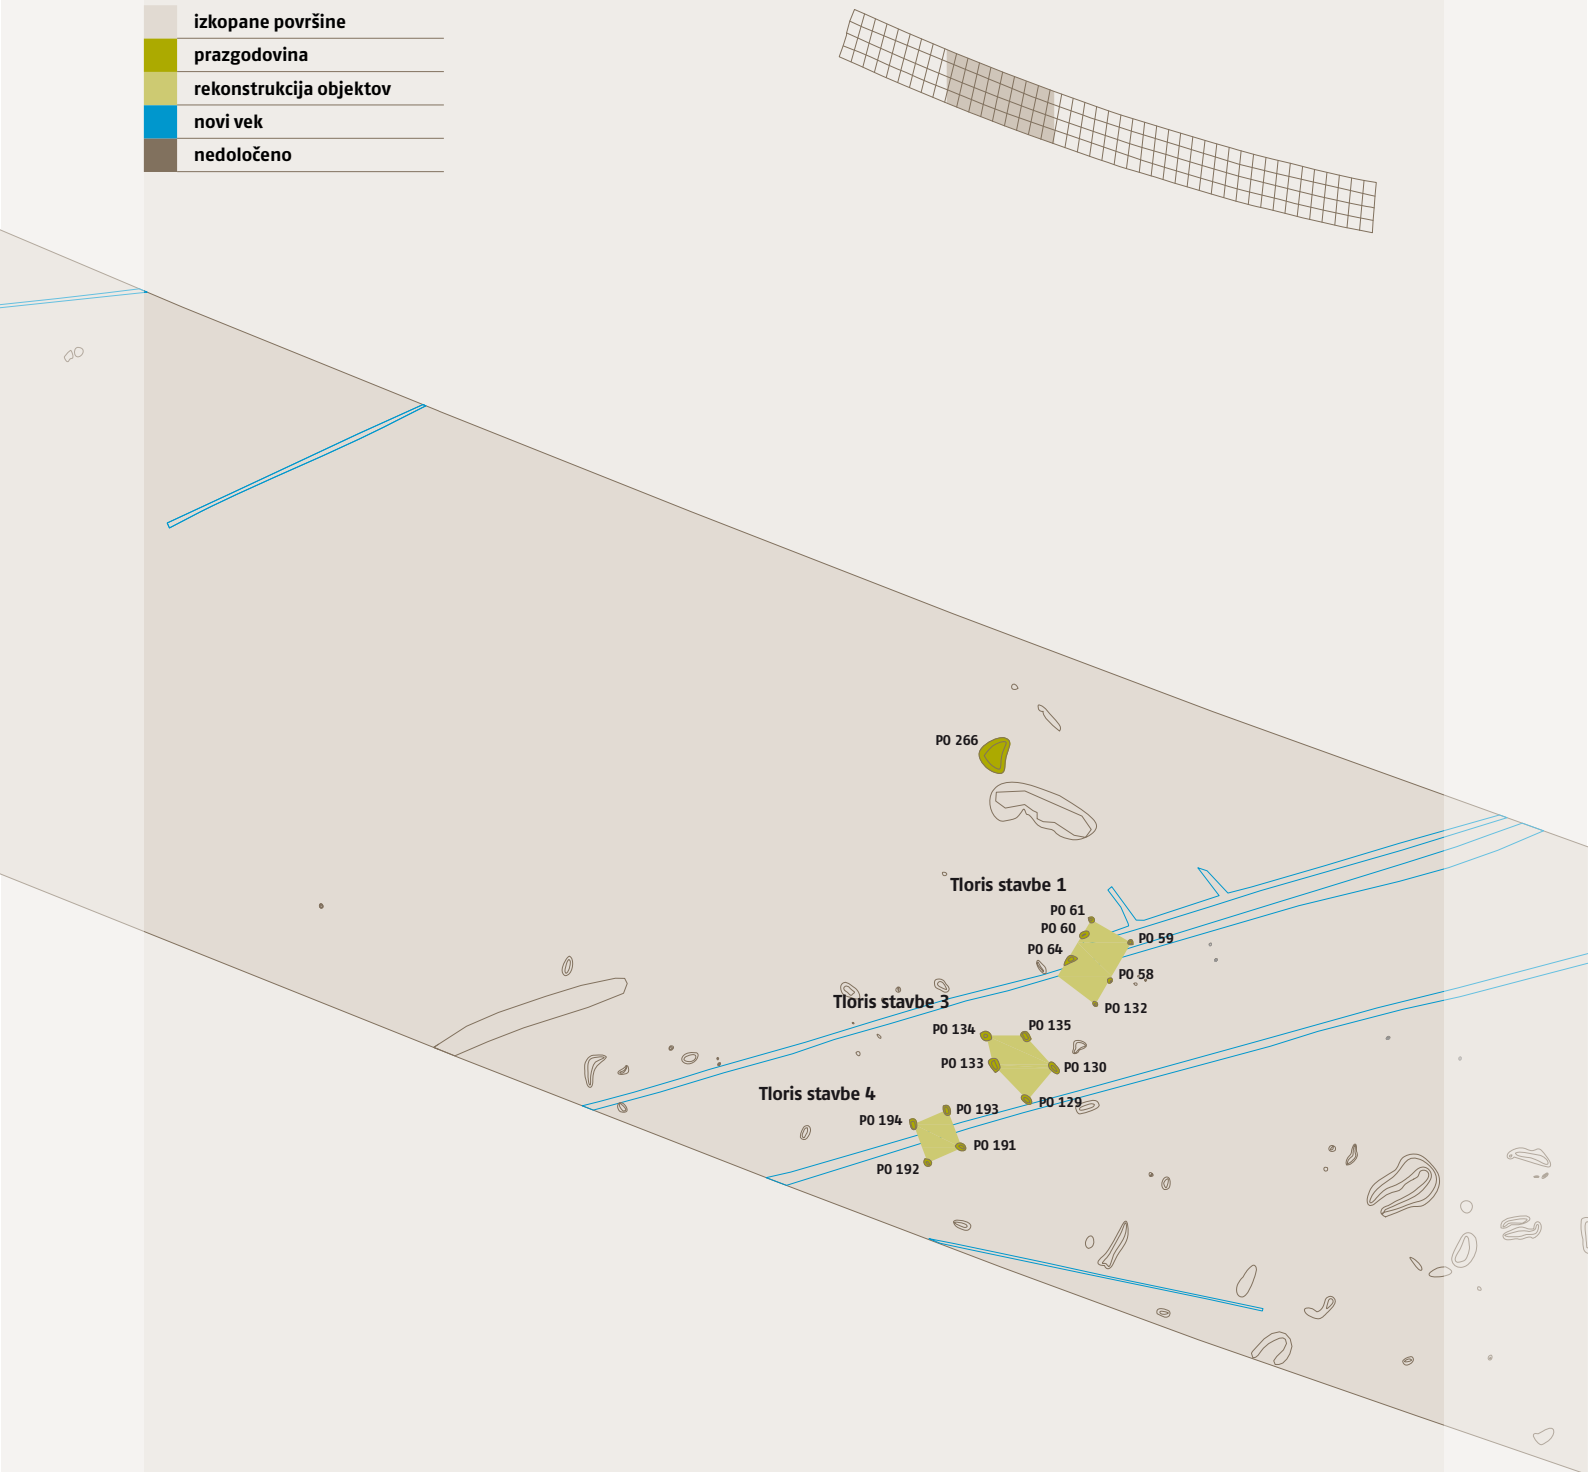 izkopane površine
prazgodovina
rekonstrukcija objektov
novi vek
nedoločeno
PO 266
Tloris stavbe 1
PO 61
PO 60
PO 59
PO 64
PO 58
PO 132
Tloris stavbe 3
PO 134
PO 135
PO 133
PO 130
PO 129
Tloris stavbe 4
PO 193
PO 194
PO 191
PO 192